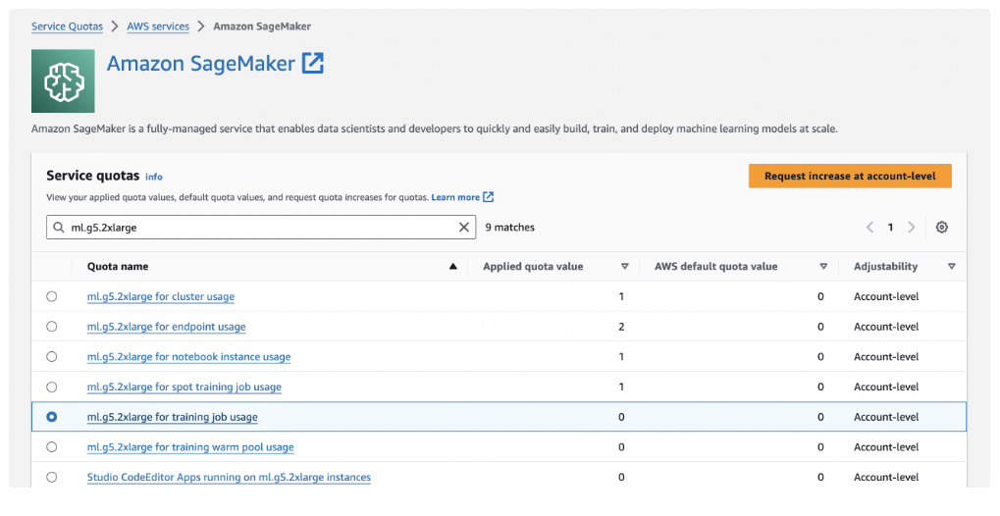 Service Quotas > AWS services > Amazon SageMaker
Amazon SageMaker
Amazon SageMaker is a fully-managed service that enables data scientists and developers to quickly and easily build, train, and deploy machine learning models at scale.
Service quotas info
Request increase at account-level
View your applied quota values, default quota values, and request quota increases for quotas. Learn more
ml.g5.2xlarge 9 matches 1
Quota name Applied quota value AWS default quota value Adjustability
ml.g5.2xlarge for cluster usage 1 0 Account-level
ml.g5.2xlarge for endpoint usage 2 0 Account-level
ml.g5.2xlarge for notebook instance usage 1 0 Account-level
ml.g5.2xlarge for spot training job usage 1 0 Account-level
ml.g5.2xlarge for training job usage 0 0 Account-level
ml.g5.2xlarge for training warm pool usage 0 0 Account-level
Studio CodeEditor Apps running on ml.g5.2xlarge instances 0 0 Account-level